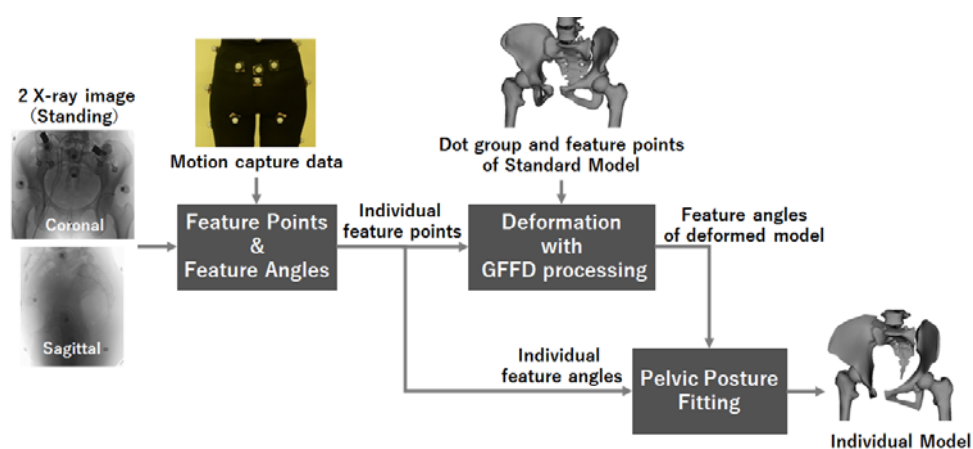 2 X-ray image
(Standing)
Coronal
Sagittal
Motion capture data
Feature Points
&
Feature Angles
Individual
feature points
Dot group and feature points
of Standard Model
Deformation
with
GFFD processing
Feature angles
of deformed model
Individual
feature angles
Pelvic Posture
Fitting
Individual Model